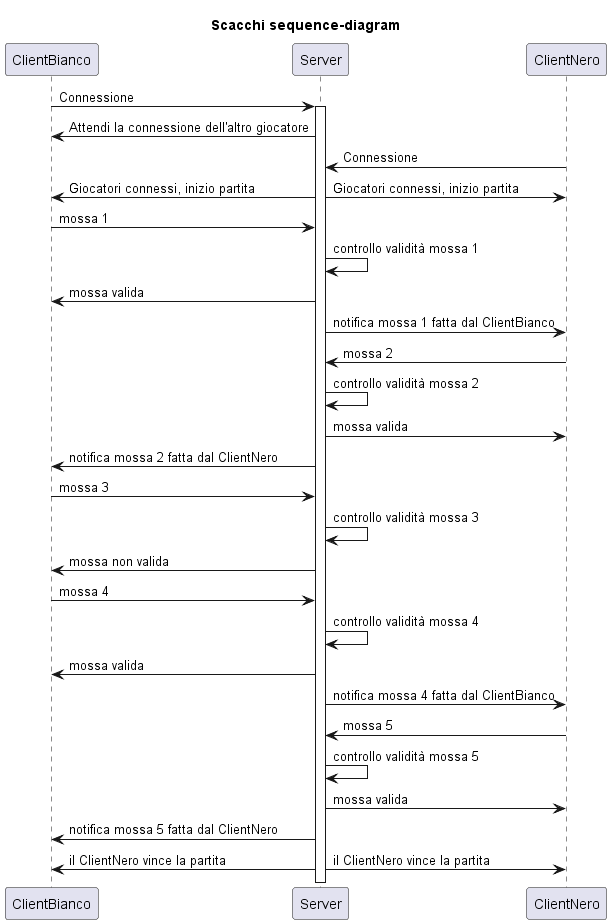 Scacchi sequence-diagram
ClientBianco Server ClientNero
Connessione
Attendi la connessione dell'altro giocatore
Connessione
Giocatori connessi, inizio partita Giocatori connessi, inizio partita
mossa 1
controllo validità mossa 1
mossa valida
notifica mossa 1 fatta dal ClientBianco
mossa 2
controllo validità mossa 2
mossa valida
notifica mossa 2 fatta dal ClientNero
mossa 3
controllo validità mossa 3
mossa non valida
mossa 4
controllo validità mossa 4
mossa valida
notifica mossa 4 fatta dal ClientBianco
mossa 5
controllo validità mossa 5
mossa valida
notifica mossa 5 fatta dal ClientNero
il ClientNero vince la partita il ClientNero vince la partita
ClientBianco Server ClientNero